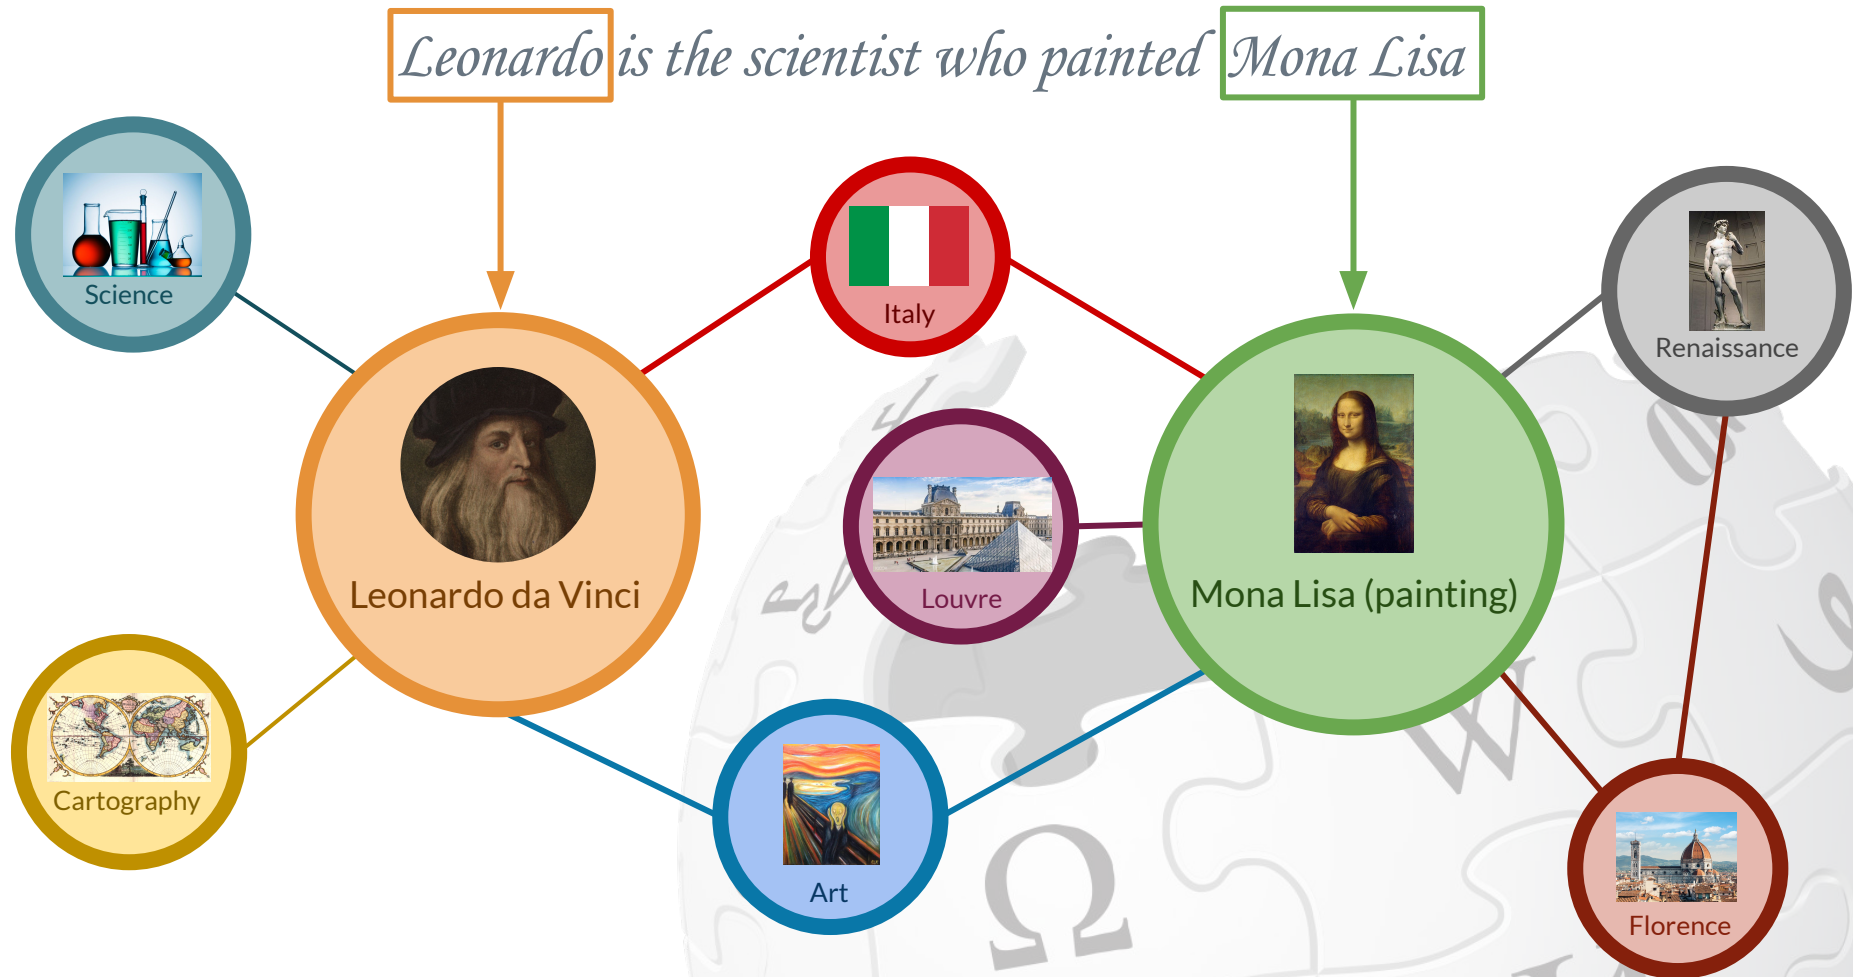 Leonardo is the scientist who painted Mona Lisa
Science
Italy
Renaissance
Leonardo da Vinci
Louvre
Mona Lisa (painting)
Cartography
Art
Florence
Ω
W